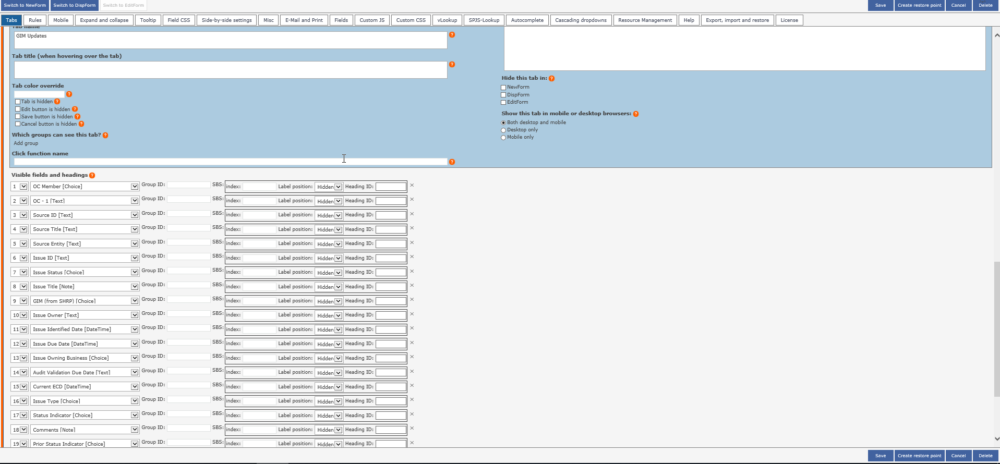 Switch to NewForm Switch to DispForm Switch to EditForm Save Create restore point Cancel Delete
Tabs Rules Mobile Expand and collapse Tooltip Field CSS Side-by-side settings Misc E-Mail and Print Fields Custom JS Custom CSS vLookup SPJS-Lookup Autocomplete Cascading dropdowns Resource Management Help Export, import and restore License
Tab name
GIM Updates ?
Tab title (when hovering over the tab)
?
Tab color override
?
Tab is hidden ?
Edit button is hidden ?
Save button is hidden ?
Cancel button is hidden ?
Which groups can see this tab? ?
Add group
Click function name
?
Hide this tab in: ?
NewForm
DispForm
EditForm
Show this tab in mobile or desktop browsers: ?
Both desktop and mobile
Desktop only
Mobile only
Visible fields and headings ?
1 OC Member [Choice] Group ID: SBS: index: Label position: Hidden Heading ID: ×
2 OC - 1 [Text] Group ID: SBS: index: Label position: Hidden Heading ID: ×
3 Source ID [Text] Group ID: SBS: index: Label position: Hidden Heading ID: ×
4 Source Title [Text] Group ID: SBS: index: Label position: Hidden Heading ID: ×
5 Source Entity [Text] Group ID: SBS: index: Label position: Hidden Heading ID: ×
6 Issue ID [Text] Group ID: SBS: index: Label position: Hidden Heading ID: ×
7 Issue Status [Choice] Group ID: SBS: index: Label position: Hidden Heading ID: ×
8 Issue Title [Note] Group ID: SBS: index: Label position: Hidden Heading ID: ×
9 GIM (from SHRP) [Choice] Group ID: SBS: index: Label position: Hidden Heading ID: ×
10 Issue Owner [Text] Group ID: SBS: index: Label position: Hidden Heading ID: ×
11 Issue Identified Date [DateTime] Group ID: SBS: index: Label position: Hidden Heading ID: ×
12 Issue Due Date [DateTime] Group ID: SBS: index: Label position: Hidden Heading ID: ×
13 Issue Owning Business [Choice] Group ID: SBS: index: Label position: Hidden Heading ID: ×
14 Audit Validation Due Date [Text] Group ID: SBS: index: Label position: Hidden Heading ID: ×
15 Current ECD [DateTime] Group ID: SBS: index: Label position: Hidden Heading ID: ×
16 Issue Type [Choice] Group ID: SBS: index: Label position: Hidden Heading ID: ×
17 Status Indicator [Choice] Group ID: SBS: index: Label position: Hidden Heading ID: ×
18 Comments [Note] Group ID: SBS: index: Label position: Hidden Heading ID: ×
19 Prior Status Indicator [Choice] Group ID: SBS: index: Label position: Hidden Heading ID: ×
Save Create restore point Cancel Delete